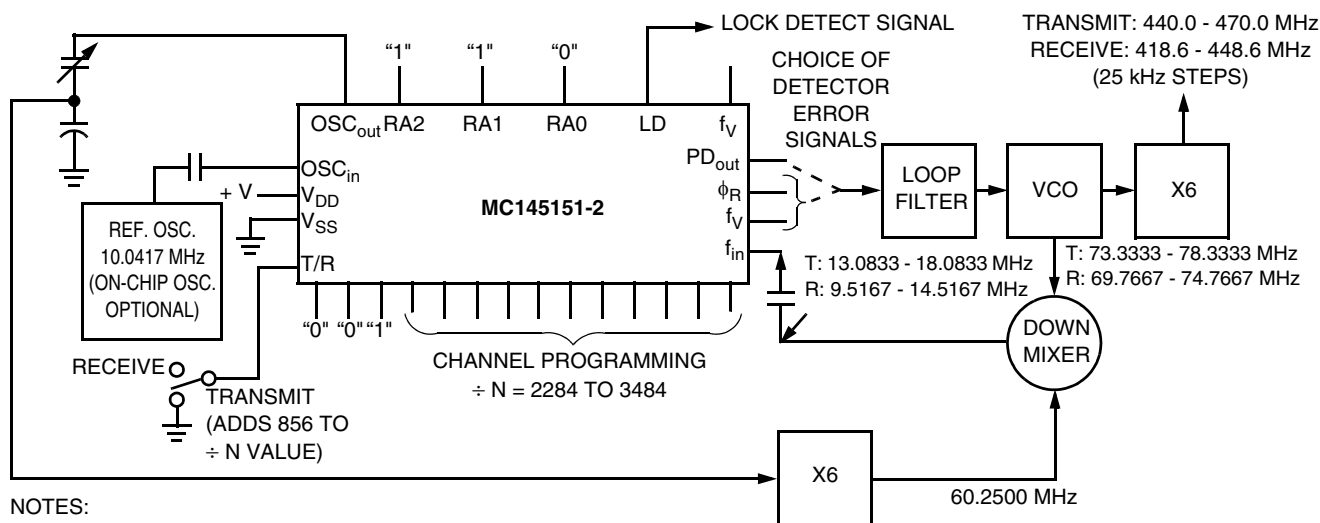 LOCK DETECT SIGNAL
TRANSMIT: 440.0 - 470.0 MHz
RECEIVE: 418.6 - 448.6 MHz
(25 kHz STEPS)
“1"
“1"
“0"
CHOICE OF
DETECTOR
ERROR
SIGNALS
OSCout
RA2
RA1
RA0
LD
fV
OSCin
+ V
VDD
VSS
T/R
MC145151-2
PDout
ϕR
fV
fin
LOOP
FILTER
VCO
X6
REF. OSC.
10.0417 MHz
(ON-CHIP OSC.
OPTIONAL)
T: 13.0833 - 18.0833 MHz
R: 9.5167 - 14.5167 MHz
T: 73.3333 - 78.3333 MHz
R: 69.7667 - 74.7667 MHz
"0"
"0"
"1"
CHANNEL PROGRAMMING
÷ N = 2284 TO 3484
DOWN
MIXER
RECEIVE
TRANSMIT
(ADDS 856 TO
÷ N VALUE)
X6
60.2500 MHz
NOTES: